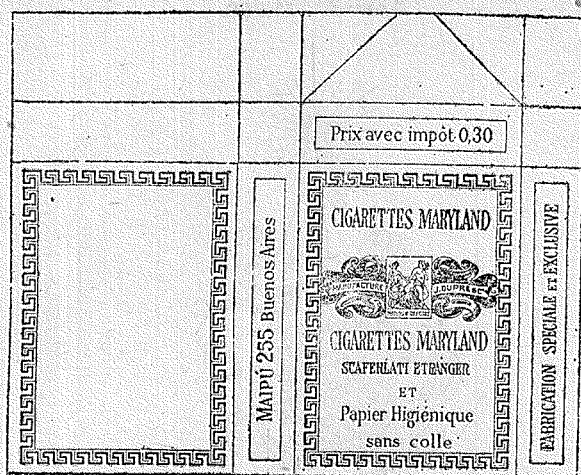 Prix avec impôt 0,30
CIGARETTES MARYLAND
MANUFACTURE J. DUPRÉ & C
CIGARETTES MARYLAND
SCAFERLATI ETRANGER
ET
Papier Higiénique
sans colle
MAIPÚ 255 Buenos Aires
FABRICATION SPECIALE ET EXCLUSIVE